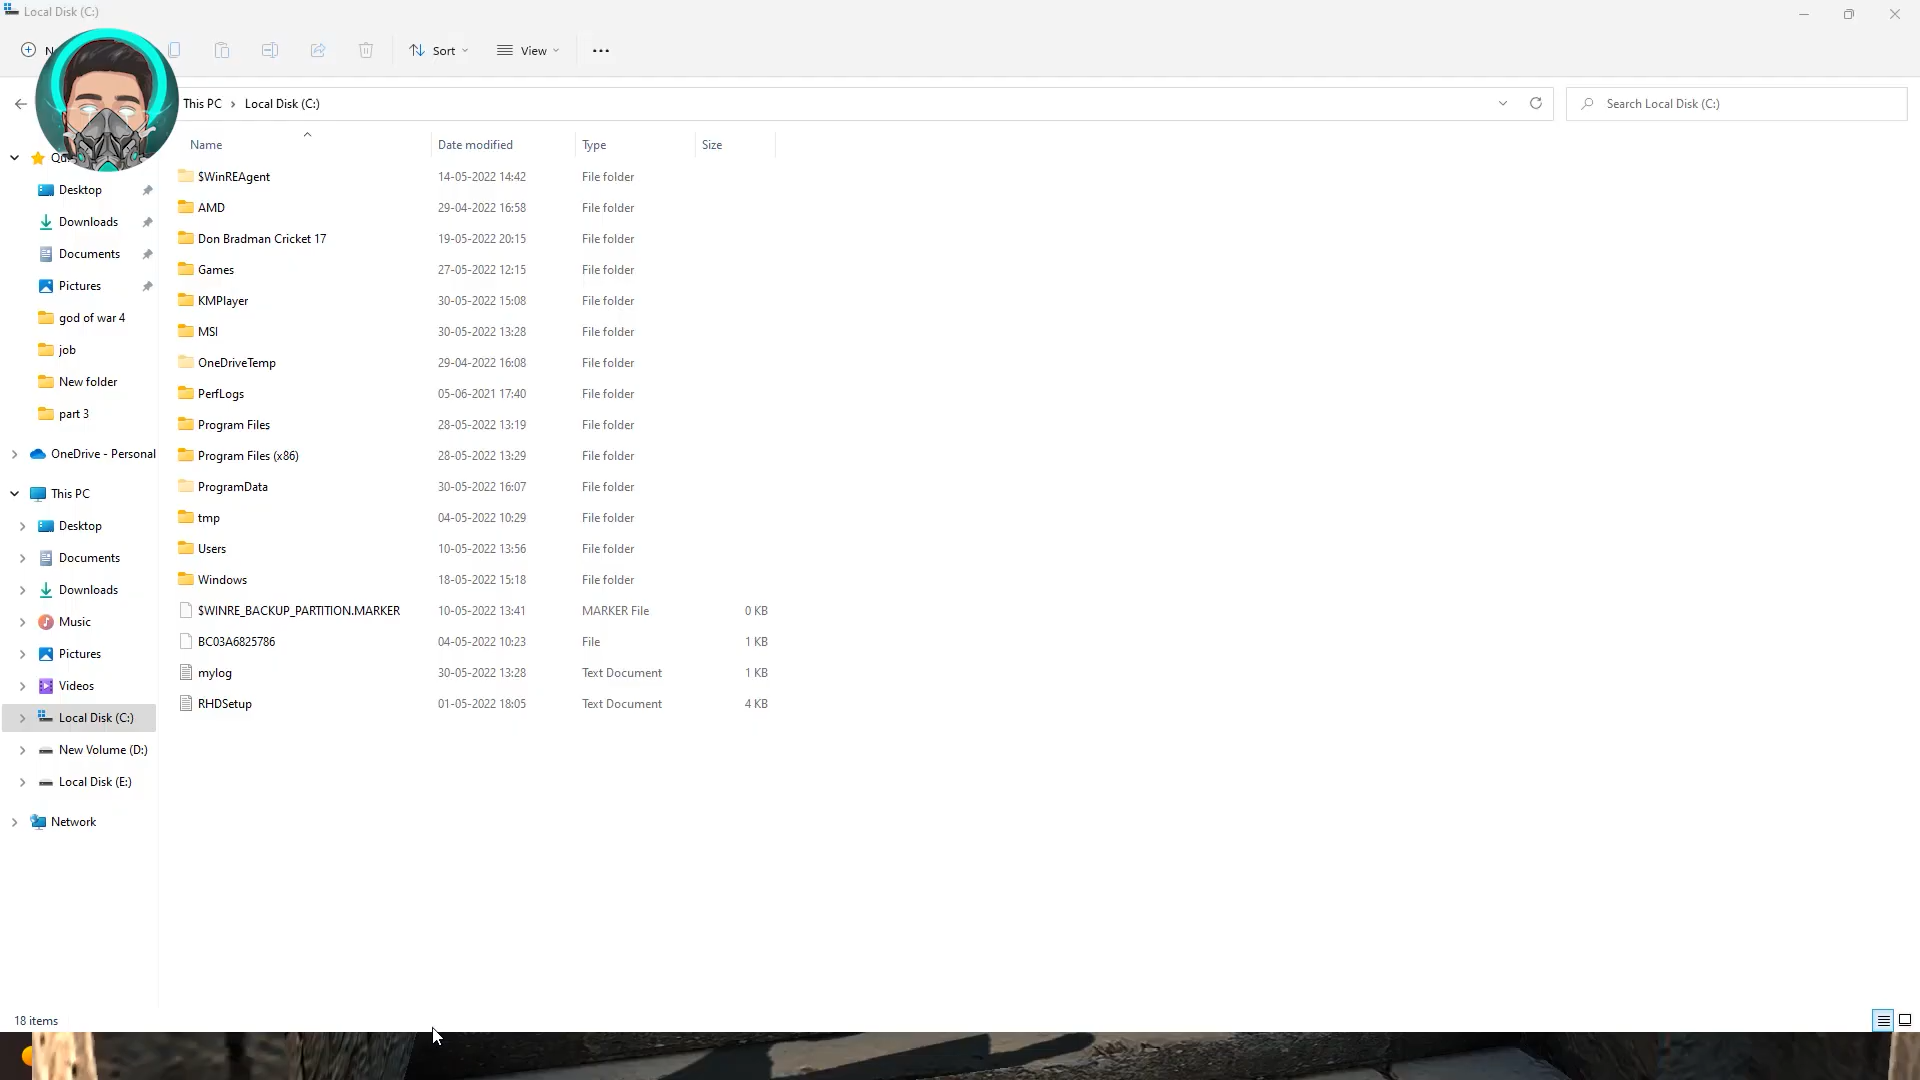 Local Disk (C:)
Sort
View
This PC > Local Disk (C:)
Search Local Disk (C:)
Name Date modified Type Size
Desktop
Downloads
Documents
Pictures
god of war 4
job
New folder
part 3
OneDrive - Personal
This PC
Desktop
Documents
Downloads
Music
Pictures
Videos
Local Disk (C:)
New Volume (D:)
Local Disk (E:)
Network
$WinREAgent 14-05-2022 14:42 File folder
AMD 29-04-2022 16:58 File folder
Don Bradman Cricket 17 19-05-2022 20:15 File folder
Games 27-05-2022 12:15 File folder
KMPlayer 30-05-2022 15:08 File folder
MSI 30-05-2022 13:28 File folder
OneDriveTemp 29-04-2022 16:08 File folder
PerfLogs 05-06-2021 17:40 File folder
Program Files 28-05-2022 13:19 File folder
Program Files (x86) 28-05-2022 13:29 File folder
ProgramData 30-05-2022 16:07 File folder
tmp 04-05-2022 10:29 File folder
Users 10-05-2022 13:56 File folder
Windows 18-05-2022 15:18 File folder
$WINRE_BACKUP_PARTITION.MARKER 10-05-2022 13:41 MARKER File 0 KB
BC03A6825786 04-05-2022 10:23 File 1 KB
mylog 30-05-2022 13:28 Text Document 1 KB
RHDSetup 01-05-2022 18:05 Text Document 4 KB
18 items